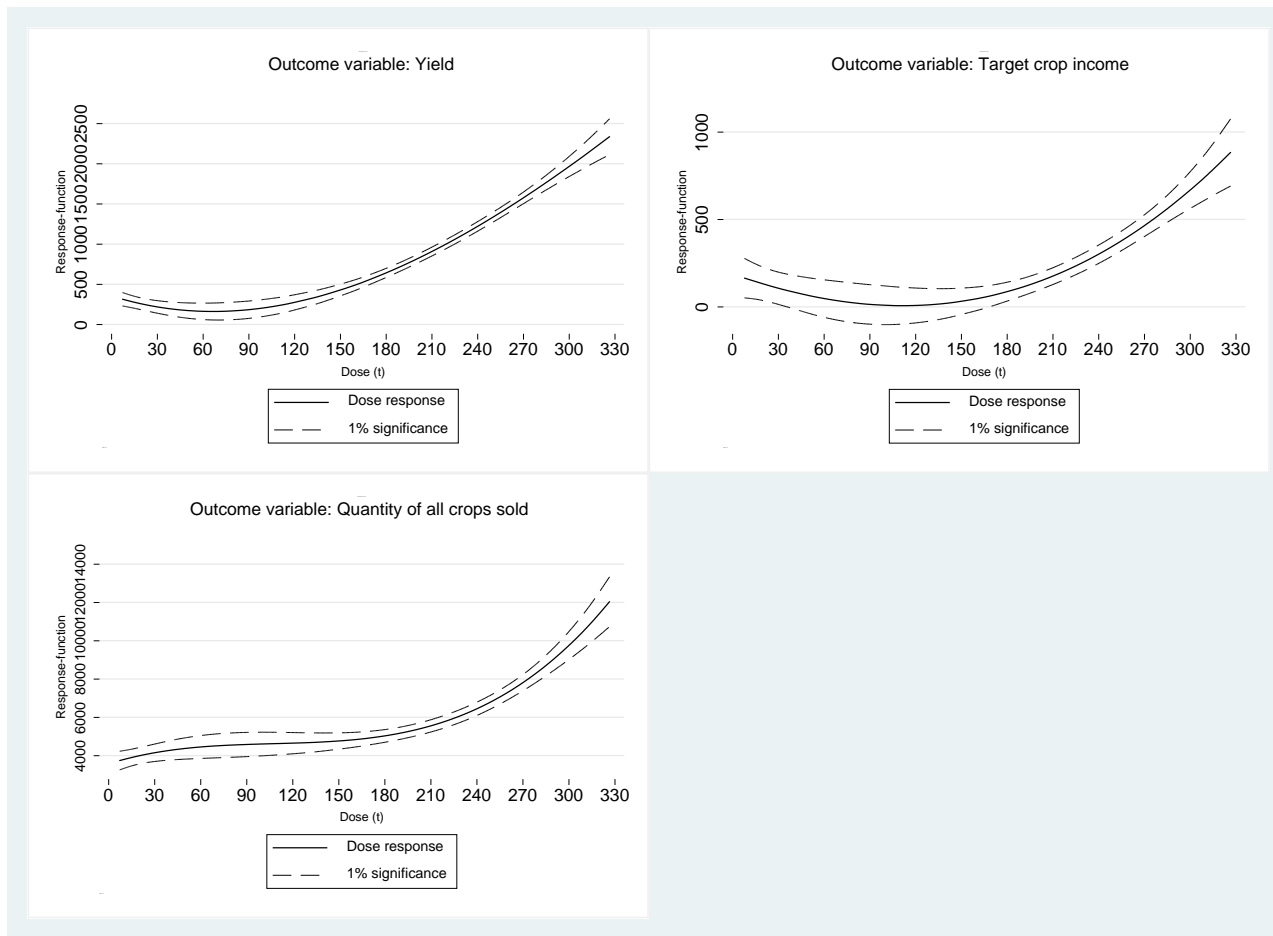 Outcome variable: Yield
Response-function
0 500 1000 1500 2000 2500
0 30 60 90 120 150 180 210 240 270 300 330
Dose (t)
Dose response
1% significance
Outcome variable: Target crop income
Response-function
0 500 1000
0 30 60 90 120 150 180 210 240 270 300 330
Dose (t)
Dose response
1% significance
Outcome variable: Quantity of all crops sold
Response-function
4000 6000 8000 10000 12000 14000
0 30 60 90 120 150 180 210 240 270 300 330
Dose (t)
Dose response
1% significance